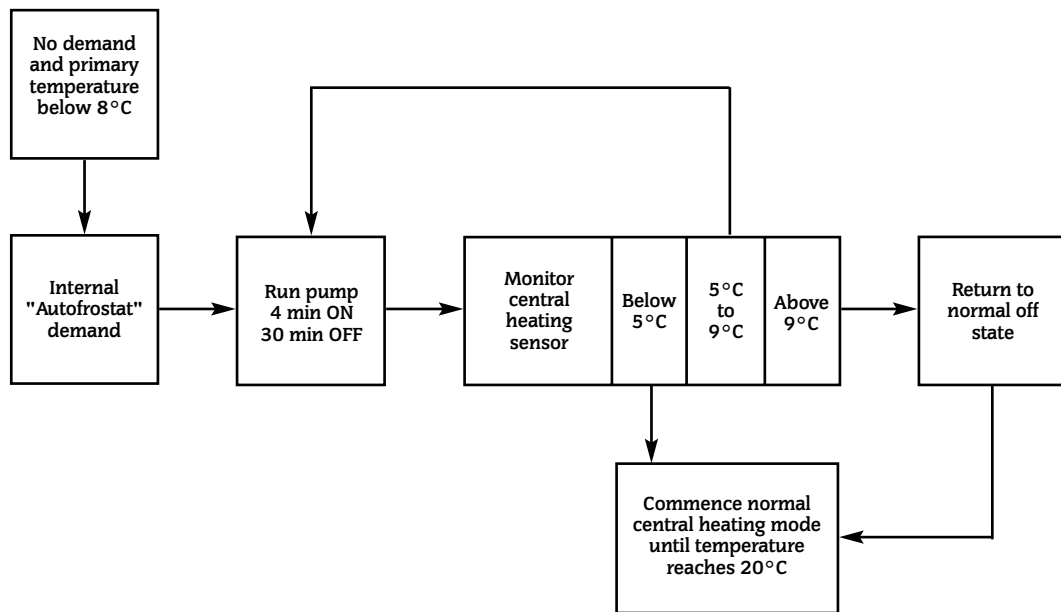 No demand
and primary
temperature
below 8°C
Internal
"Autofrostat"
demand
Run pump
4 min ON
30 min OFF
Monitor
central
heating
sensor
Below
5°C
5°C
to
9°C
Above
9°C
Return to
normal off
state
Commence normal
central heating mode
until temperature
reaches 20°C